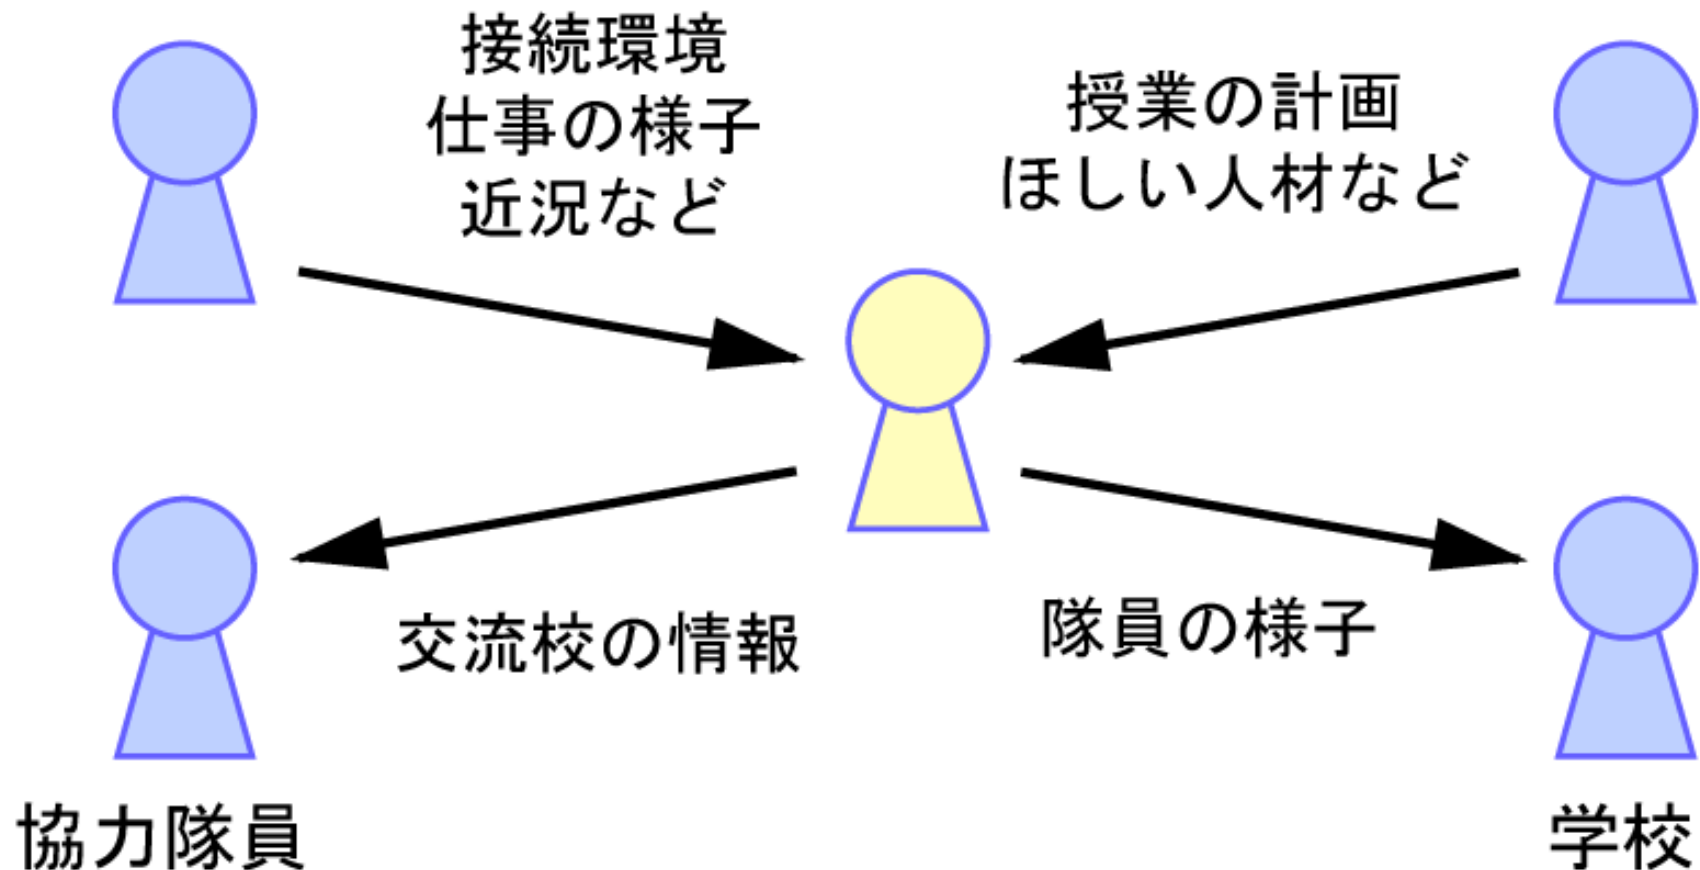 接続環境
仕事の様子
近況など
授業の計画
ほしい人材など
交流校の情報
隊員の様子
協力隊員
学校